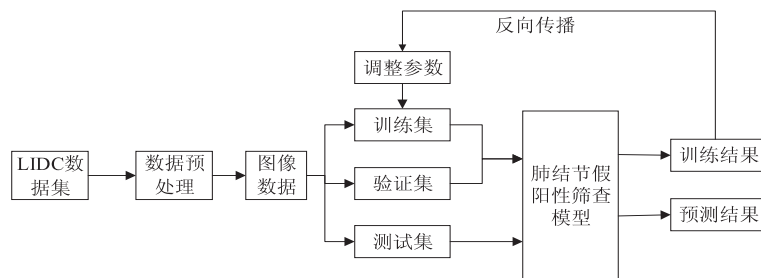 反向传播
调整参数
训练集
LIDC数
据集
数据预
处理
图像
数据
验证集
测试集
肺结节假
阳性筛查
模型
训练结果
预测结果